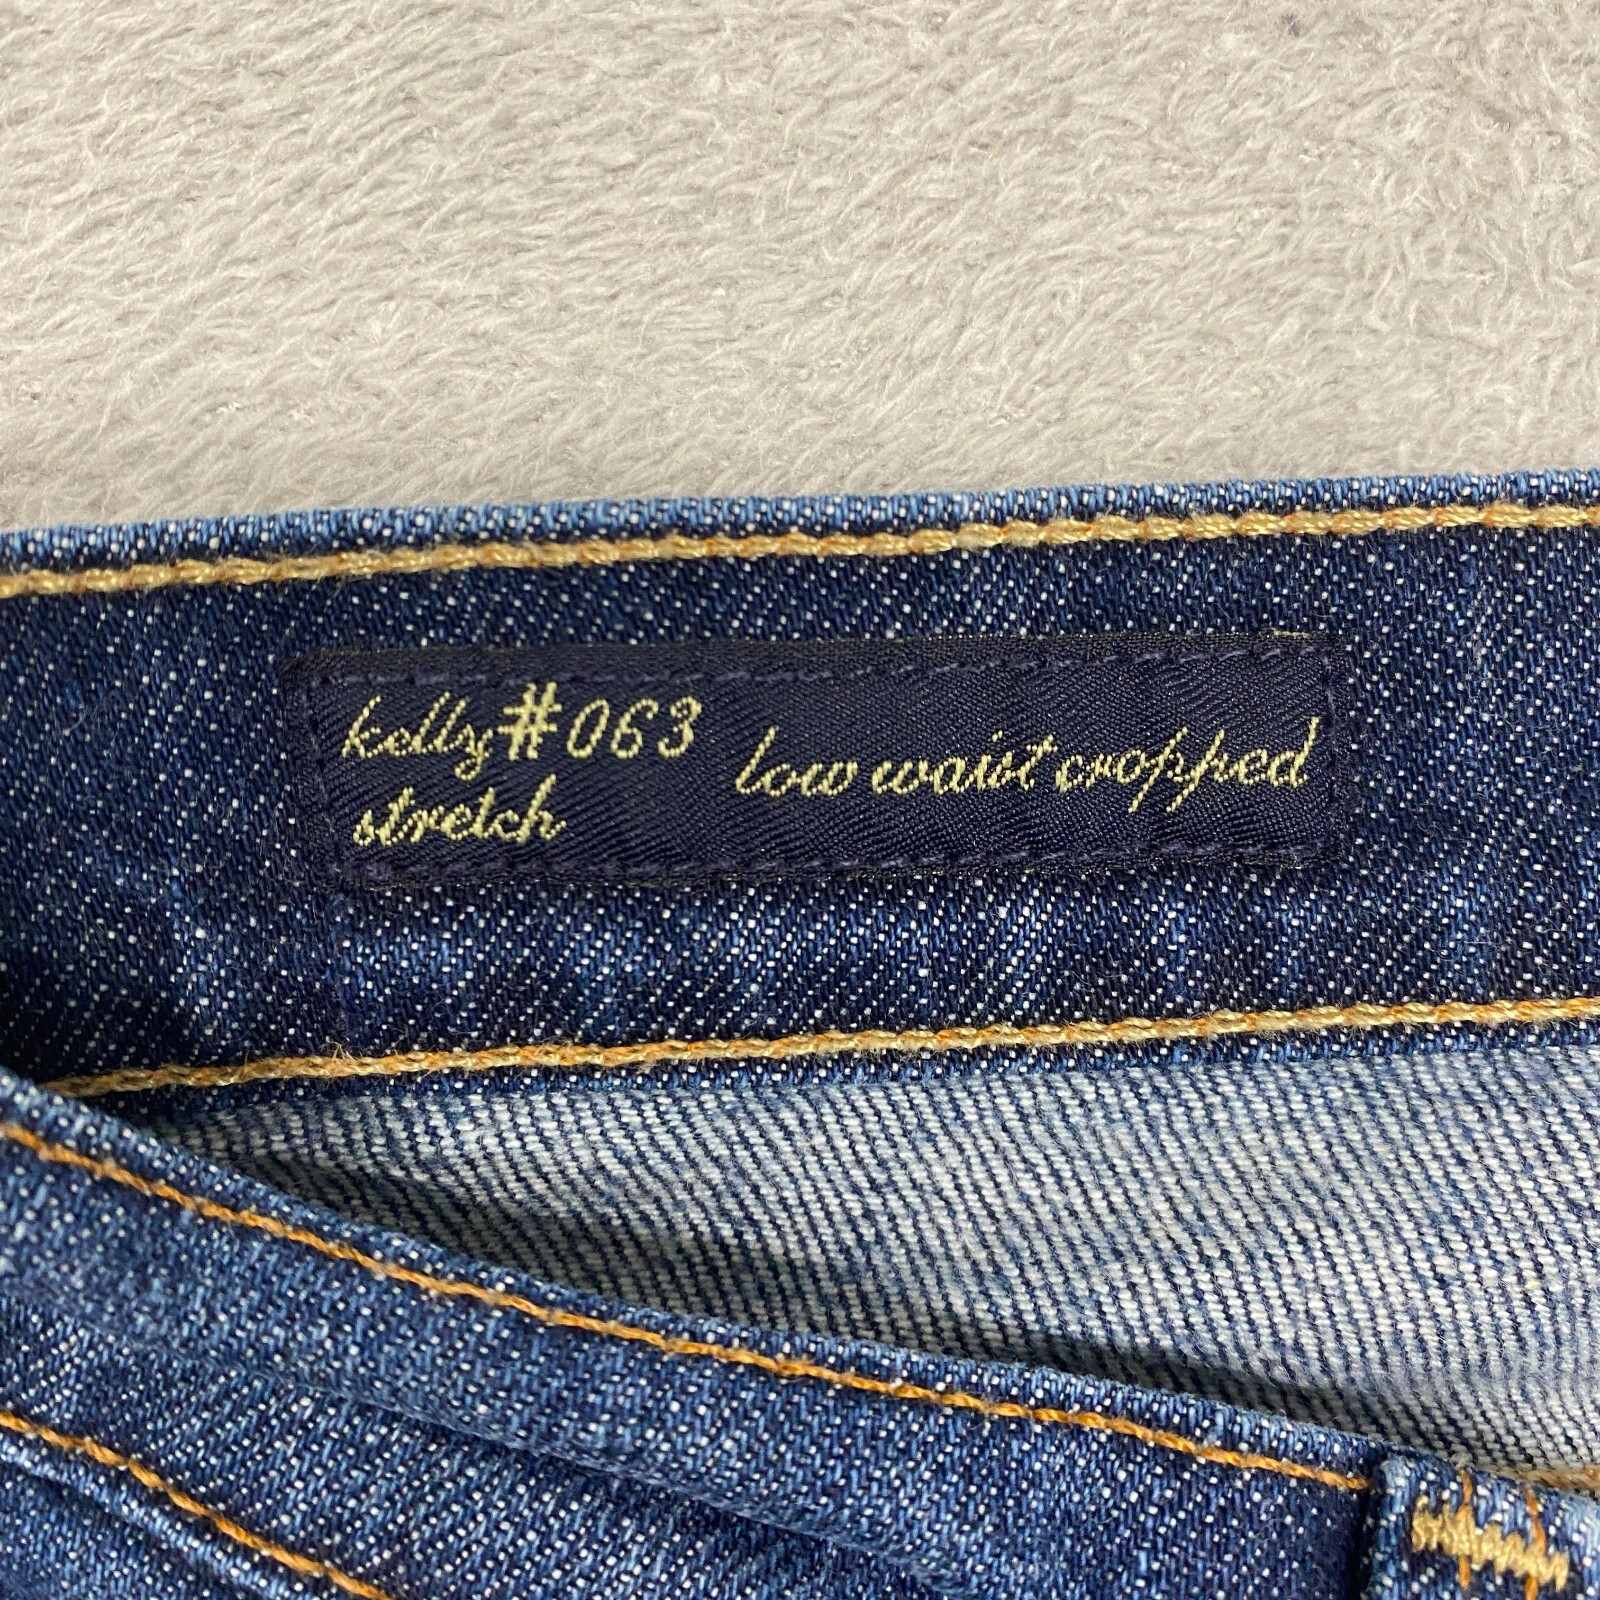 kelly #063
stretch
low waist cropped